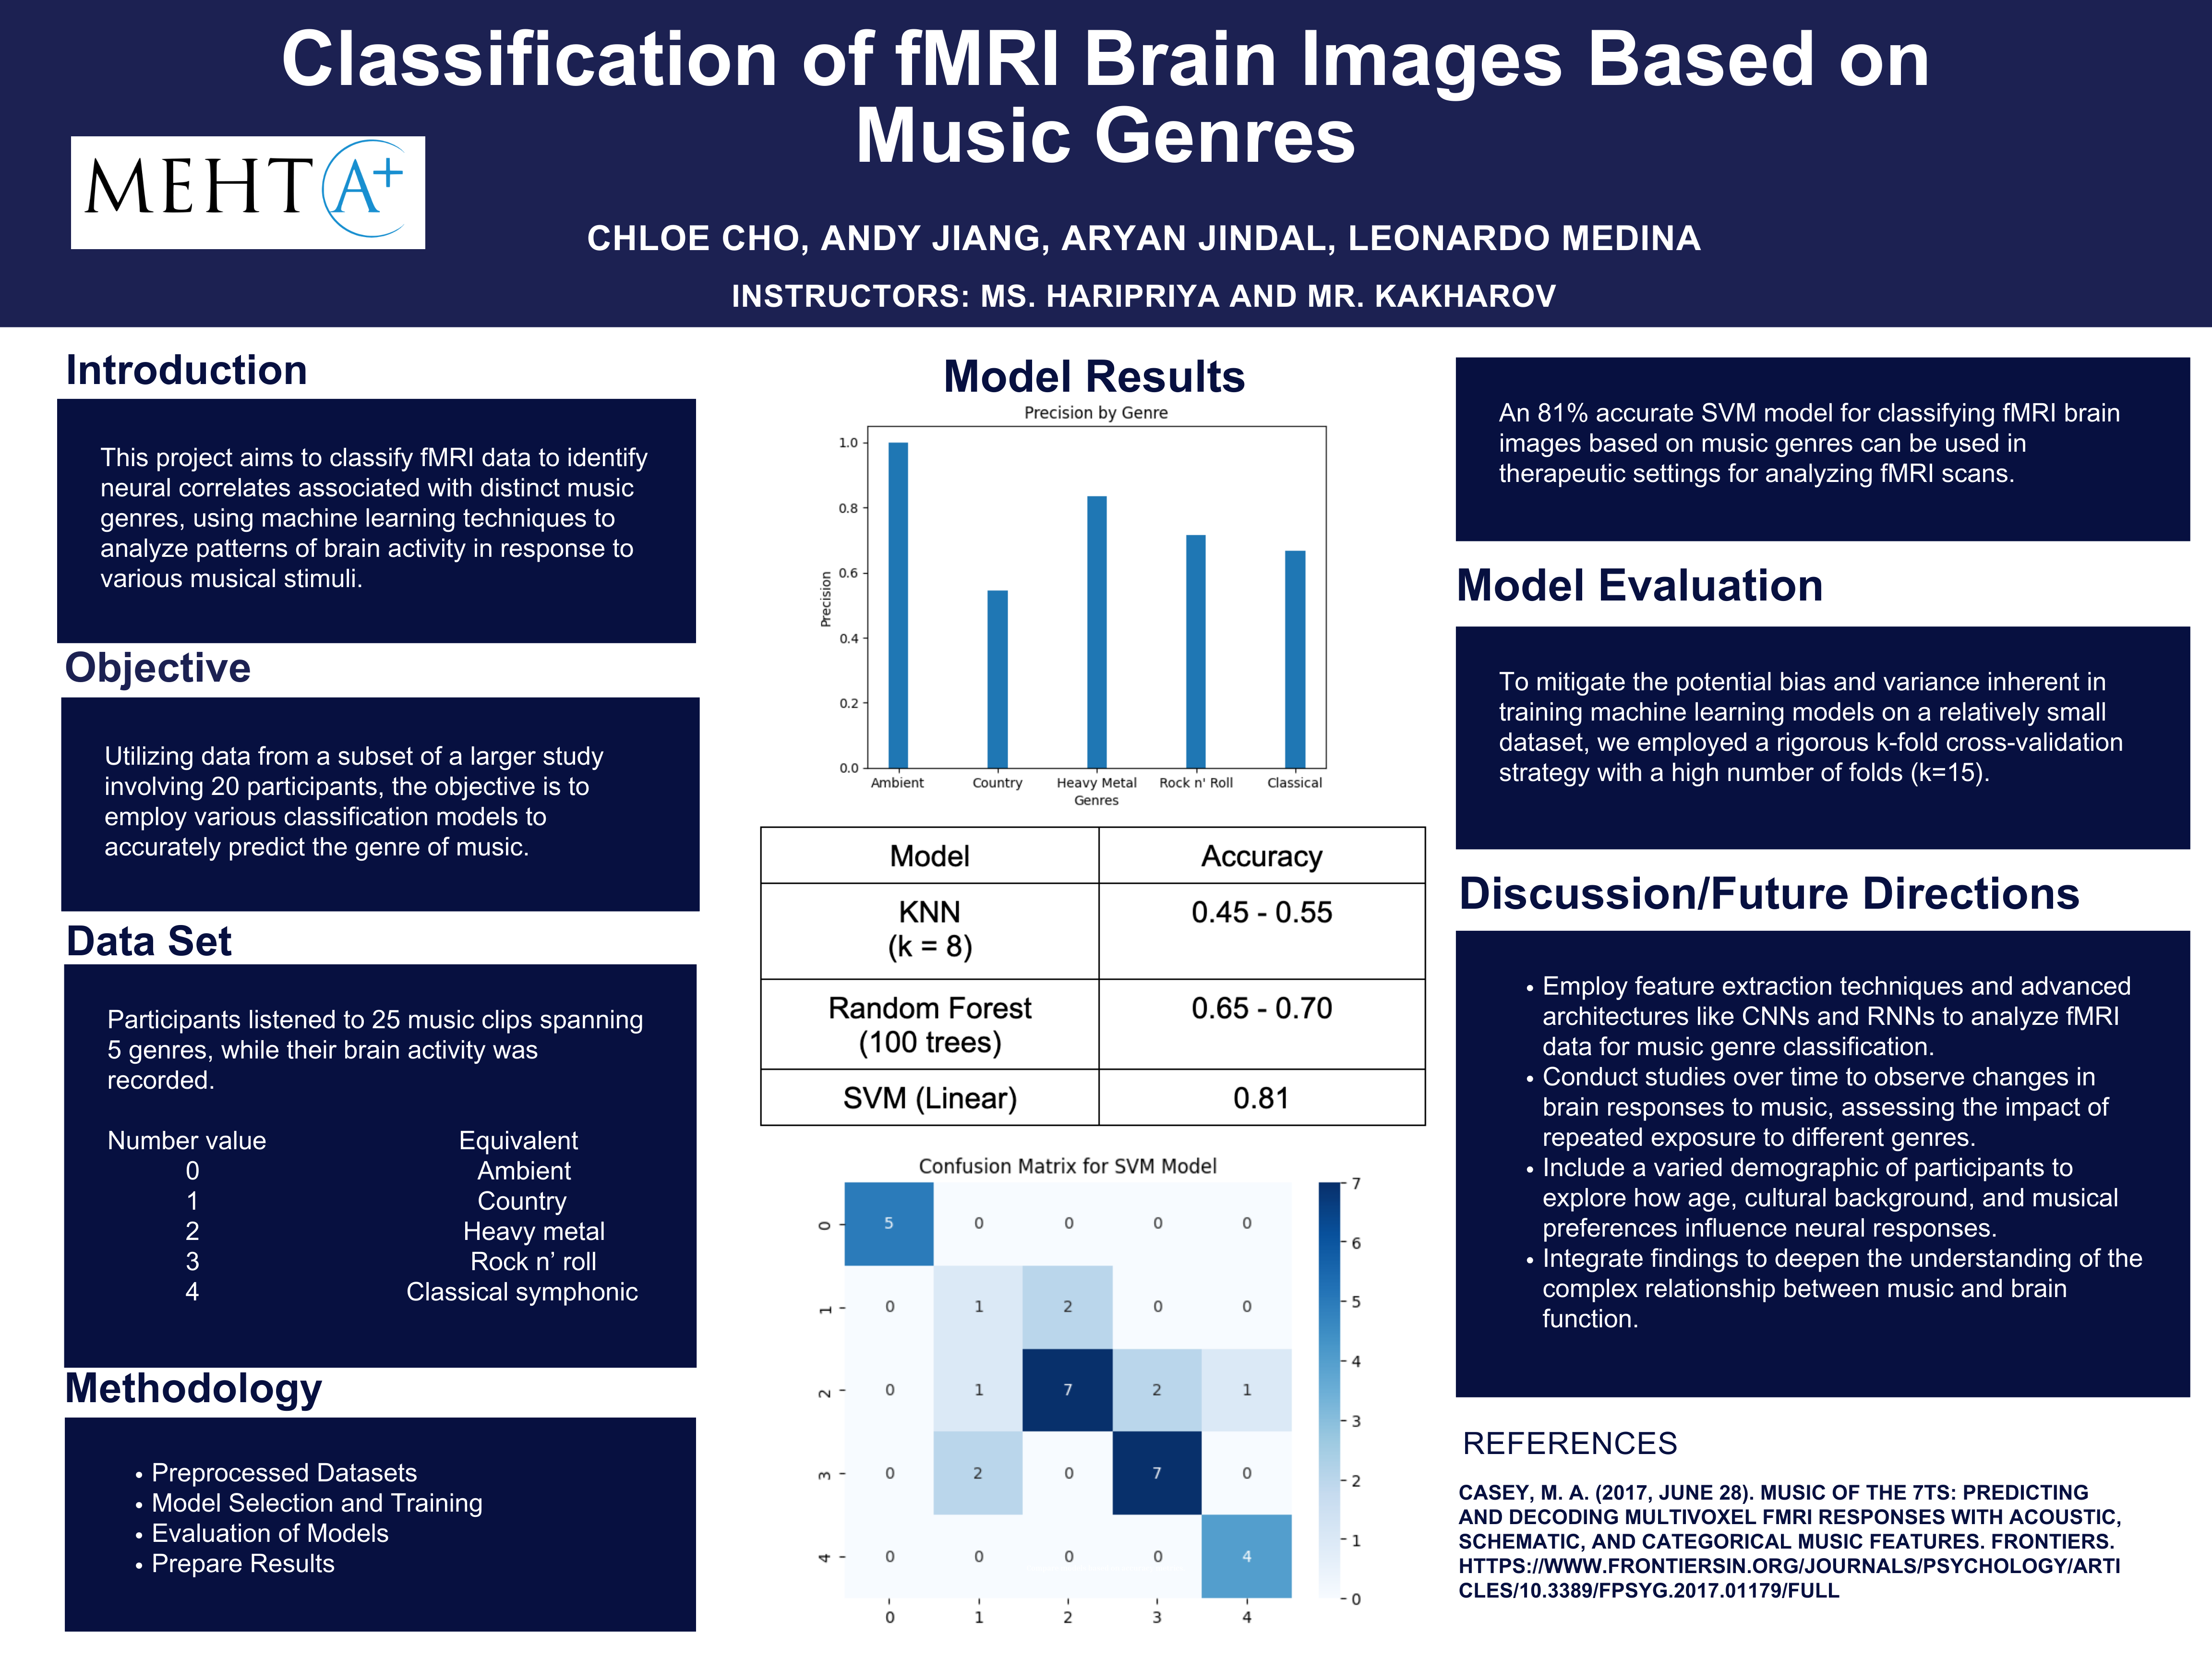 Classification of fMRI Brain Images Based on
Music Genres
MEHTA+
CHLOE CHO, ANDY JIANG, ARYAN JINDAL, LEONARDO MEDINA
INSTRUCTORS: MS. HARIPRIYA AND MR. KAKHAROV
Introduction
This project aims to classify fMRI data to identify
neural correlates associated with distinct music
genres, using machine learning techniques to
analyze patterns of brain activity in response to
various musical stimuli.
Objective
Utilizing data from a subset of a larger study
involving 20 participants, the objective is to
employ various classification models to
accurately predict the genre of music.
Data Set
Participants listened to 25 music clips spanning
5 genres, while their brain activity was
recorded.
Number value Equivalent
0 Ambient
1 Country
2 Heavy metal
3 Rock n’ roll
4 Classical symphonic
Methodology
• Preprocessed Datasets
• Model Selection and Training
• Evaluation of Models
• Prepare Results
Model Results
Precision by Genre
Precision
1.0
0.8
0.6
0.4
0.2
0.0
Ambient Country Heavy Metal Rock n' Roll Classical
Genres
Model Accuracy
KNN 0.45 - 0.55
(k = 8)
Random Forest 0.65 - 0.70
(100 trees)
SVM (Linear) 0.81
Confusion Matrix for SVM Model
0 5 0 0 0 0
1 0 1 2 0 0
2 0 1 7 2 1
3 0 2 0 7 0
4 0 0 0 0 4
0 1 2 3 4
7
6
5
4
3
2
1
0
An 81% accurate SVM model for classifying fMRI brain
images based on music genres can be used in
therapeutic settings for analyzing fMRI scans.
Model Evaluation
To mitigate the potential bias and variance inherent in
training machine learning models on a relatively small
dataset, we employed a rigorous k-fold cross-validation
strategy with a high number of folds (k=15).
Discussion/Future Directions
• Employ feature extraction techniques and advanced
architectures like CNNs and RNNs to analyze fMRI
data for music genre classification.
• Conduct studies over time to observe changes in
brain responses to music, assessing the impact of
repeated exposure to different genres.
• Include a varied demographic of participants to
explore how age, cultural background, and musical
preferences influence neural responses.
• Integrate findings to deepen the understanding of the
complex relationship between music and brain
function.
REFERENCES
CASEY, M. A. (2017, JUNE 28). MUSIC OF THE 7TS: PREDICTING
AND DECODING MULTIVOXEL FMRI RESPONSES WITH ACOUSTIC,
SCHEMATIC, AND CATEGORICAL MUSIC FEATURES. FRONTIERS.
HTTPS://WWW.FRONTIERSIN.ORG/JOURNALS/PSYCHOLOGY/ARTI
CLES/10.3389/FPSYG.2017.01179/FULL